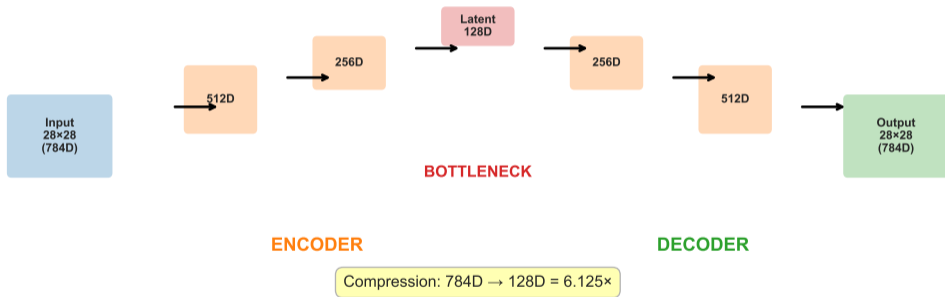 Input
28×28
(784D)
512D
256D
Latent
128D
256D
512D
Output
28×28
(784D)
BOTTLENECK
ENCODER
DECODER
Compression: 784D → 128D = 6.125×